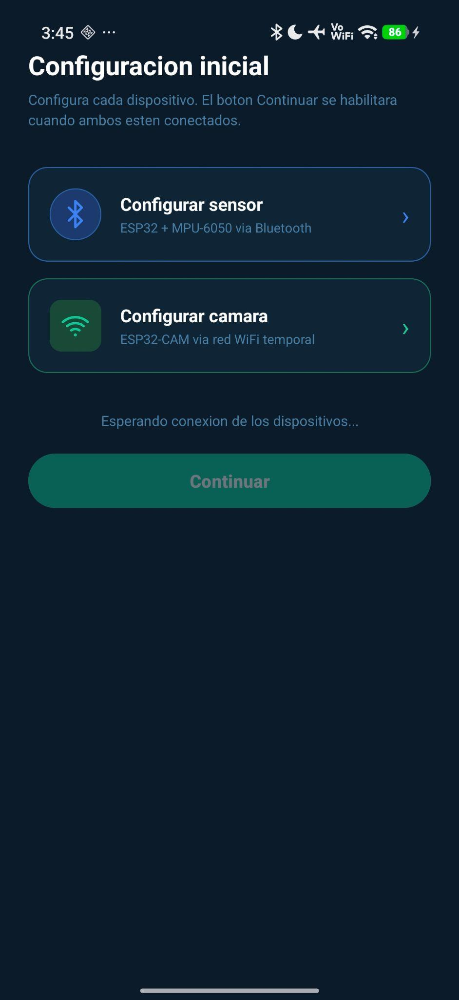 3:45 ...
Vo
WiFi
86
Configuracion inicial
Configura cada dispositivo. El boton Continuar se habilitara
cuando ambos esten conectados.
Configurar sensor
ESP32 + MPU-6050 via Bluetooth
Configurar camara
ESP32-CAM via red WiFi temporal
Esperando conexion de los dispositivos...
Continuar